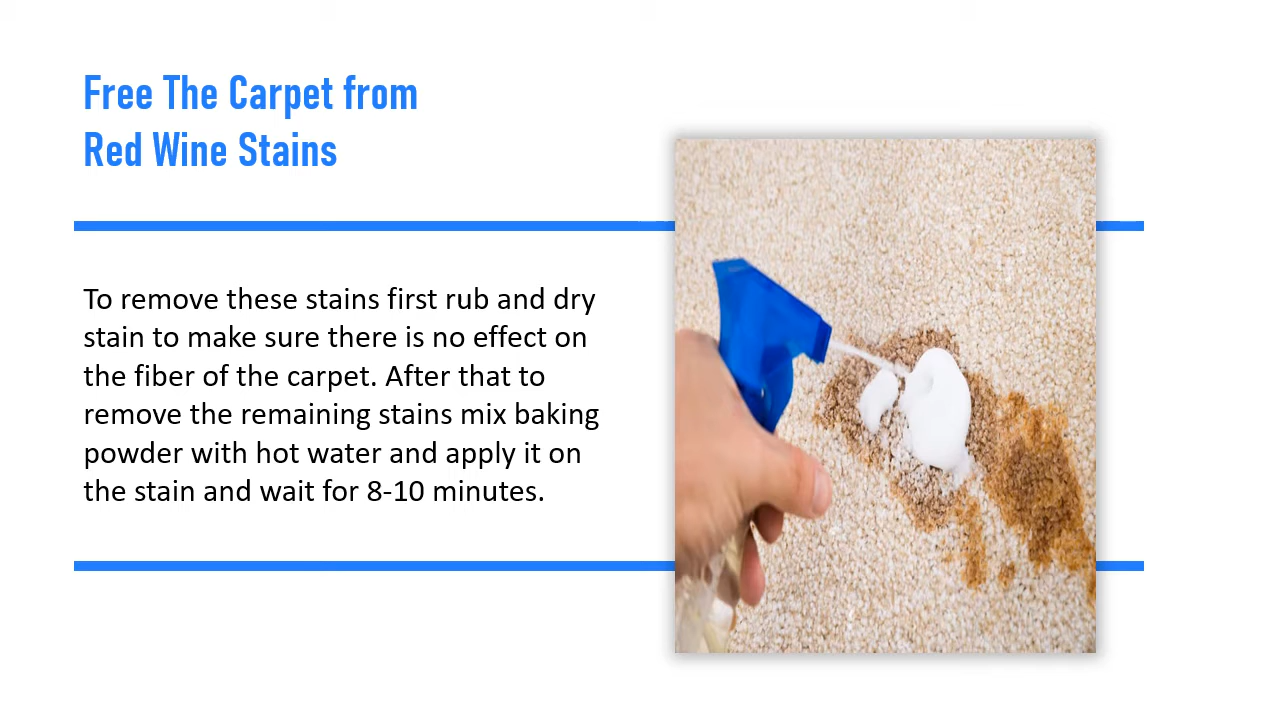 Free The Carpet from
Red Wine Stains
To remove these stains first rub and dry
stain to make sure there is no effect on
the fiber of the carpet. After that to
remove the remaining stains mix baking
powder with hot water and apply it on
the stain and wait for 8-10 minutes.